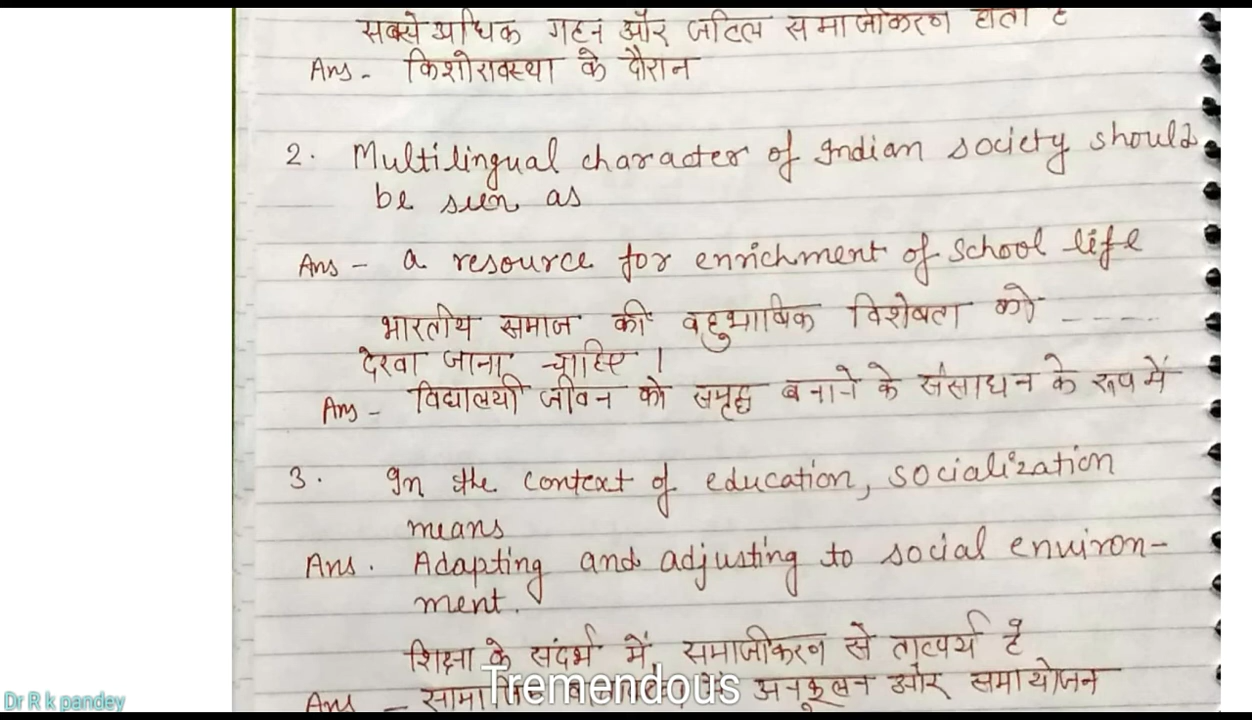 सबसे अधिक गहन और जटिल समाजीकरण होता है
Ans - किशोरावस्था के दौरान
2. Multilingual character of Indian society should
be seen as
Ans - a resource for enrichment of school life
भारतीय समाज की बहुभाषिक विशेषता को -----
देखा जाना चाहिए ।
Ans - विद्यालयी जीवन को समृद्ध बनाने के संसाधन के रूप में
3. In the context of education, socialization
means
Ans. Adapting and adjusting to social environ-
ment.
शिक्षा के संदर्भ में, समाजीकरण से तात्पर्य है
Ans - अनुकूलन और समायोजन
Tremendous
Dr R k pandey